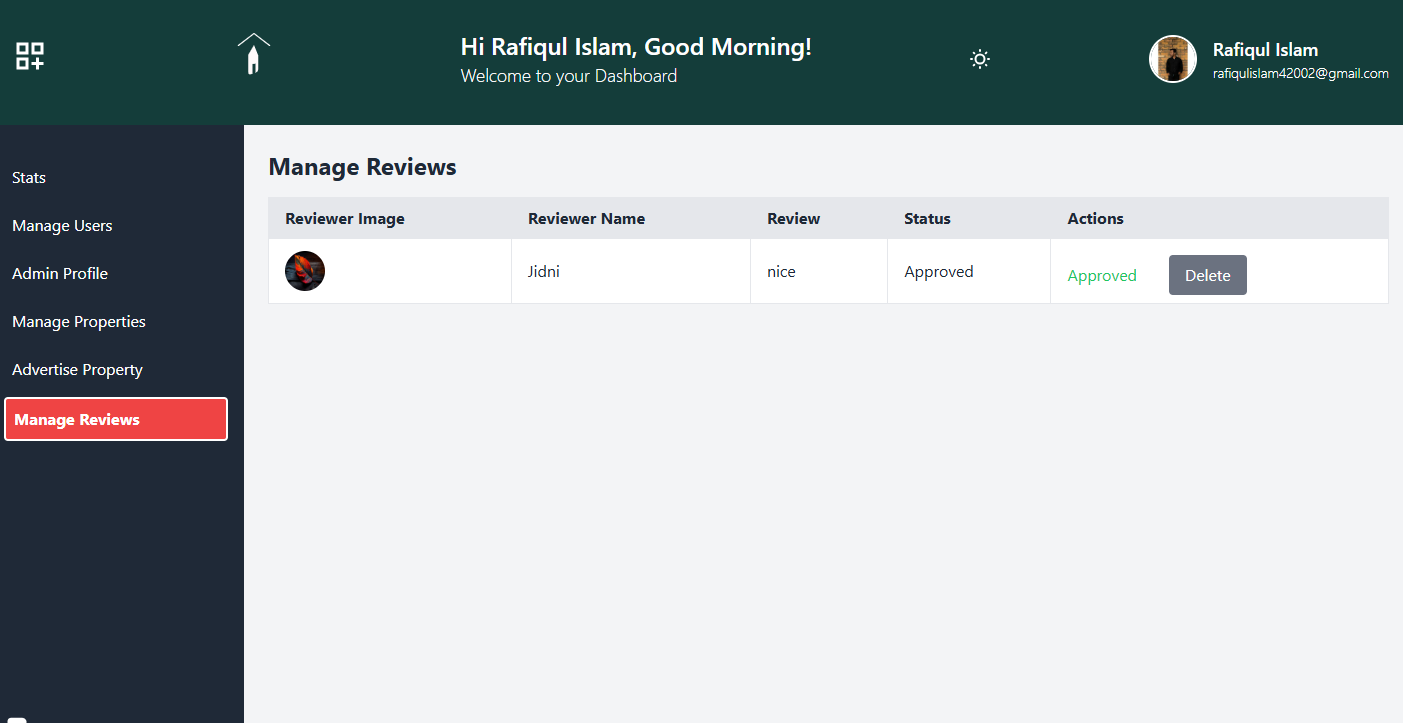 Hi Rafiqul Islam, Good Morning!
Welcome to your Dashboard
Rafiqul Islam
rafiqulislam42002@gmail.com
Stats
Manage Users
Admin Profile
Manage Properties
Advertise Property
Manage Reviews
Manage Reviews
Reviewer Image Reviewer Name Review Status Actions
Jidni nice Approved Approved Delete